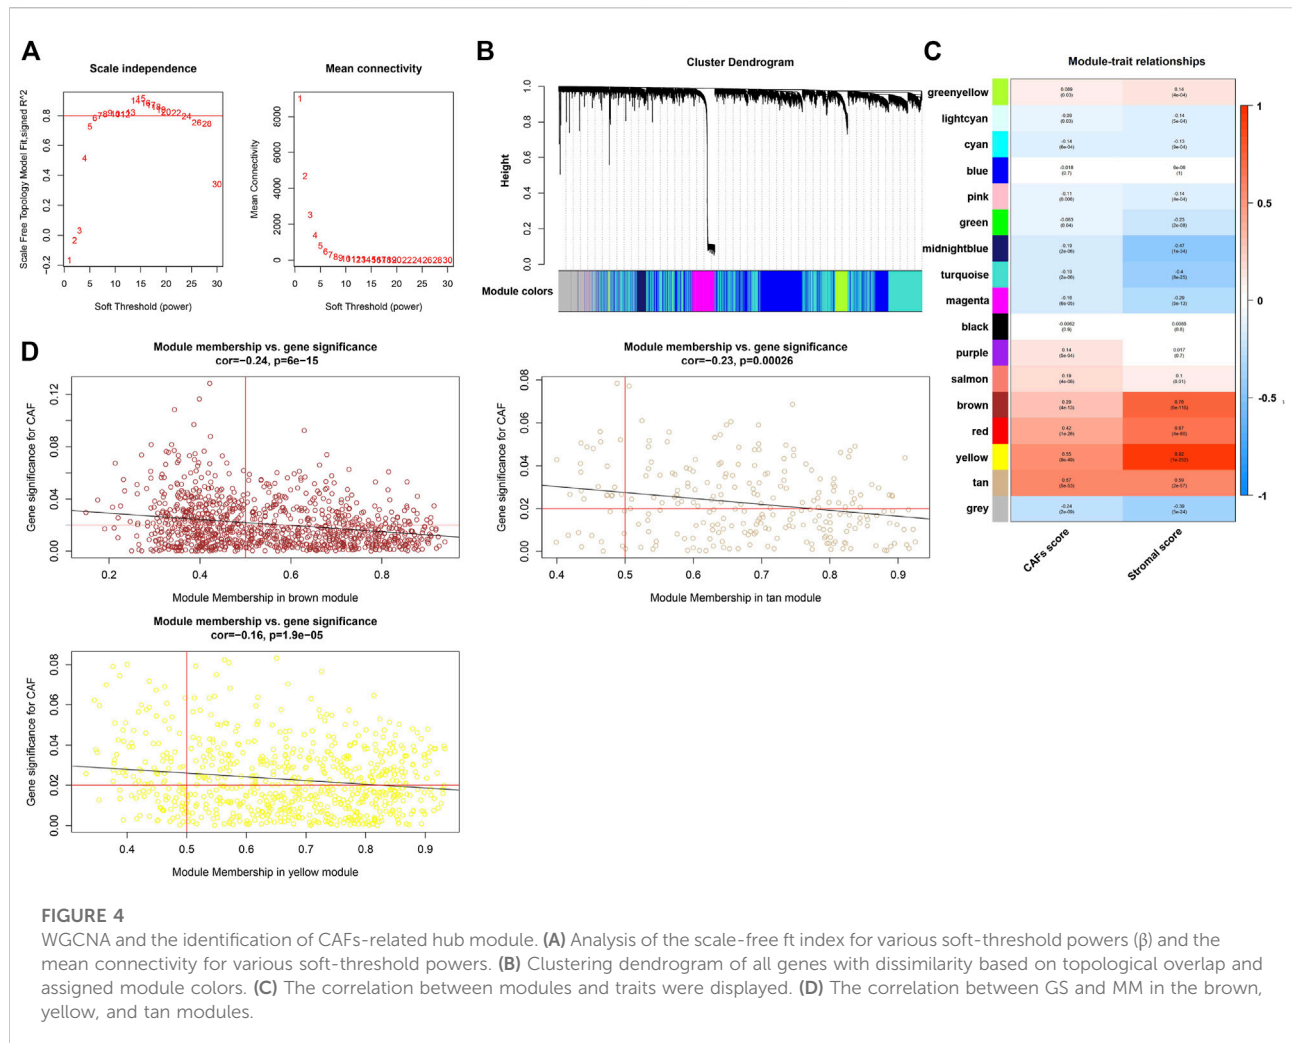 A
Scale independence
Scale Free Topology Model Fit,signed R^2
0.8
0.6
0.4
0.2
0.0
−0.2
0 5 10 15 20 25 30
Soft Threshold (power)
Mean connectivity
Mean Connectivity
8000
6000
4000
2000
0
0 5 10 15 20 25 30
Soft Threshold (power)
B
Cluster Dendrogram
Height
1.0
0.8
0.6
0.4
0.2
0.0
Module colors
C
Module-trait relationships
greenyellow
lightcyan
cyan
blue
pink
green
midnightblue
turquoise
magenta
black
purple
salmon
brown
red
yellow
tan
grey
CAFs score
Stromal score
1
0.5
0
-0.5
-1
D
Module membership vs. gene significance
cor=−0.24, p=6e−15
Gene significance for CAF
0.12
0.08
0.04
0.00
0.2 0.4 0.6 0.8
Module Membership in brown module
Module membership vs. gene significance
cor=−0.23, p=0.00026
Gene significance for CAF
0.08
0.06
0.04
0.02
0.00
0.4 0.5 0.6 0.7 0.8 0.9
Module Membership in tan module
Module membership vs. gene significance
cor=−0.16, p=1.9e−05
Gene significance for CAF
0.08
0.06
0.04
0.02
0.00
0.4 0.5 0.6 0.7 0.8 0.9
Module Membership in yellow module
FIGURE 4
WGCNA and the identification of CAFs-related hub module. (A) Analysis of the scale-free ft index for various soft-threshold powers (β) and the
mean connectivity for various soft-threshold powers. (B) Clustering dendrogram of all genes with dissimilarity based on topological overlap and
assigned module colors. (C) The correlation between modules and traits were displayed. (D) The correlation between GS and MM in the brown,
yellow, and tan modules.